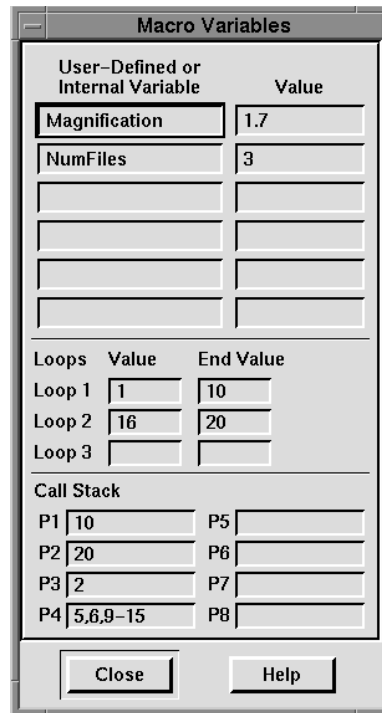 Macro Variables
User-Defined or
Internal Variable Value
Magnification 1.7
NumFiles 3
Loops Value End Value
Loop 1 1 10
Loop 2 16 20
Loop 3
Call Stack
P1 10 P5
P2 20 P6
P3 2 P7
P4 5,6,9-15 P8
Close Help